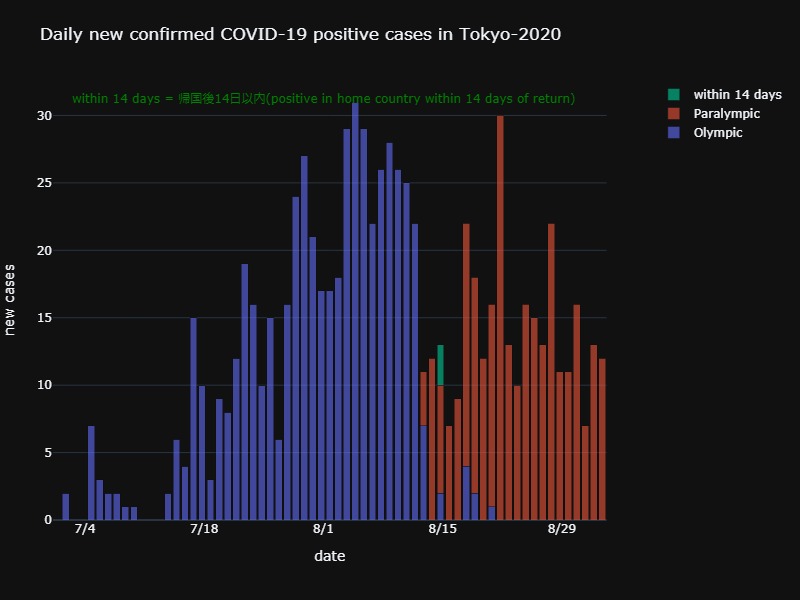 Daily new confirmed COVID-19 positive cases in Tokyo-2020
within 14 days = 帰国後14日以内(positive in home country within 14 days of return)
within 14 days
Paralympic
Olympic
30
25
20
15
10
5
0
new cases
7/4
7/18
8/1
8/15
8/29
date